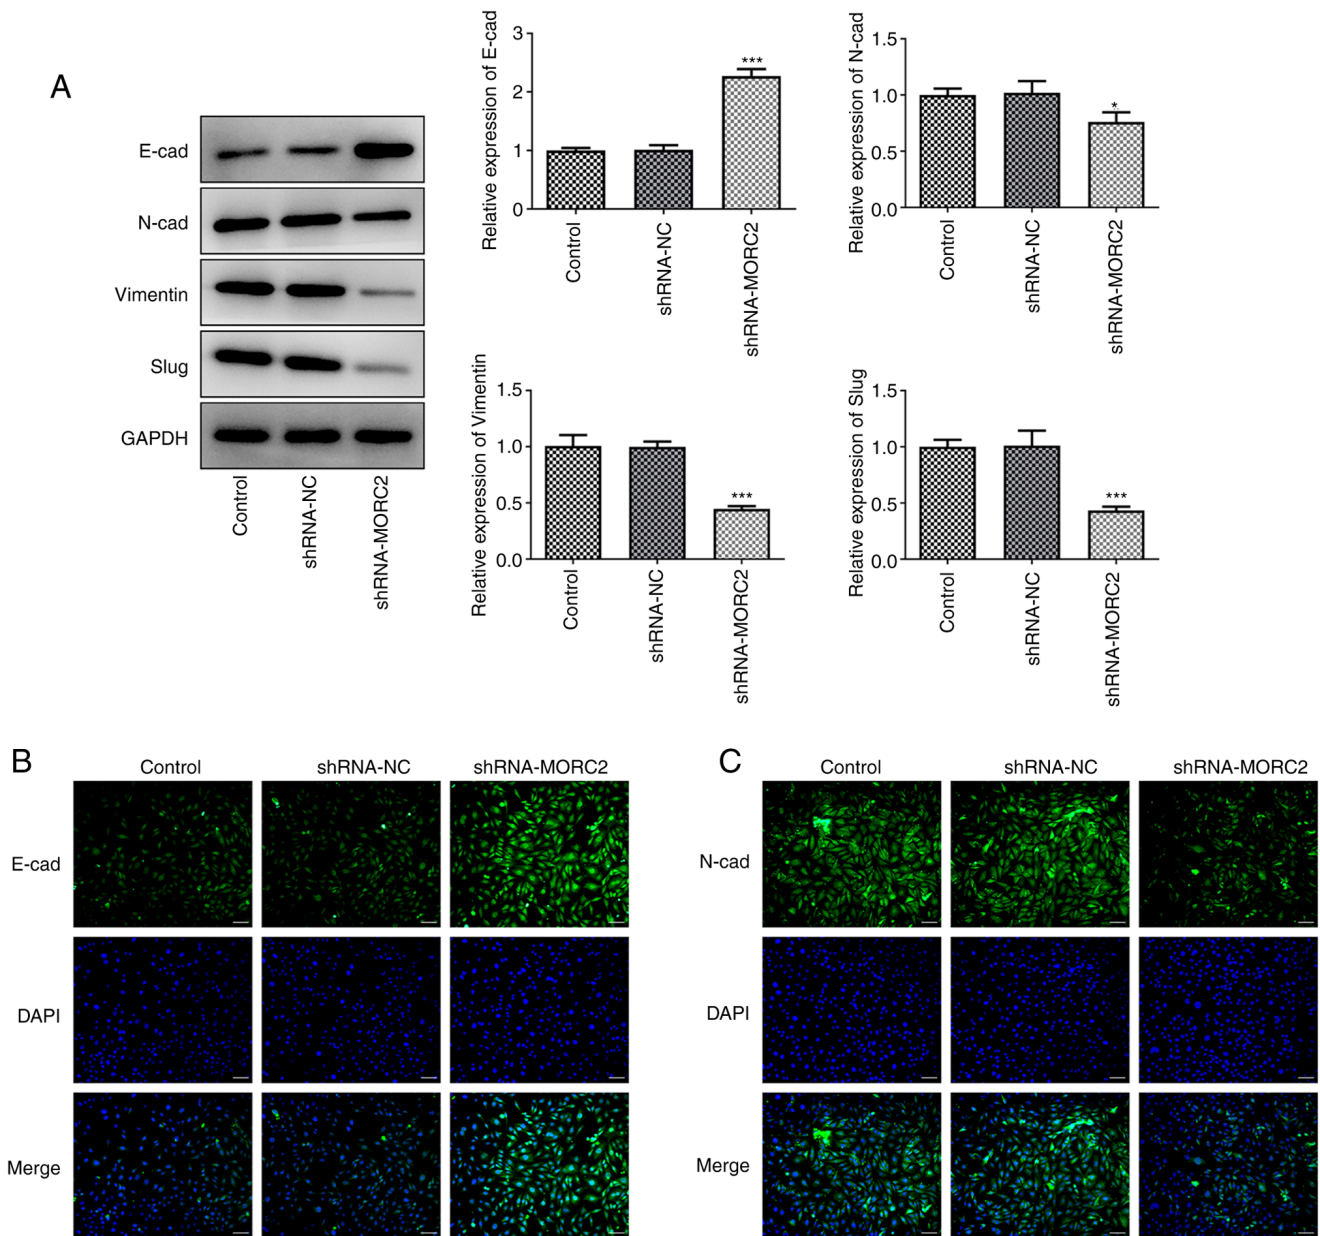 A
E-cad
N-cad
Vimentin
Slug
GAPDH
Control
shRNA-NC
shRNA-MORC2
Relative expression of E-cad
3
2
1
0
***
Control
shRNA-NC
shRNA-MORC2
Relative expression of N-cad
1.5
1.0
0.5
0.0
*
Control
shRNA-NC
shRNA-MORC2
Relative expression of Vimentin
1.5
1.0
0.5
0.0
***
Control
shRNA-NC
shRNA-MORC2
Relative expression of Slug
1.5
1.0
0.5
0.0
***
Control
shRNA-NC
shRNA-MORC2
B
Control
shRNA-NC
shRNA-MORC2
E-cad
DAPI
Merge
C
Control
shRNA-NC
shRNA-MORC2
N-cad
DAPI
Merge